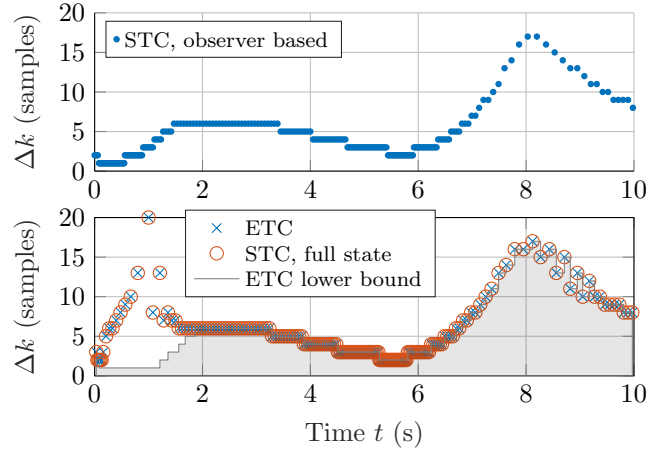 20
15
10
5
0
Δk (samples)
STC, observer based
0 2 4 6 8 10
20
15
10
5
0
Δk (samples)
ETC
STC, full state
ETC lower bound
0 2 4 6 8 10
Time t (s)